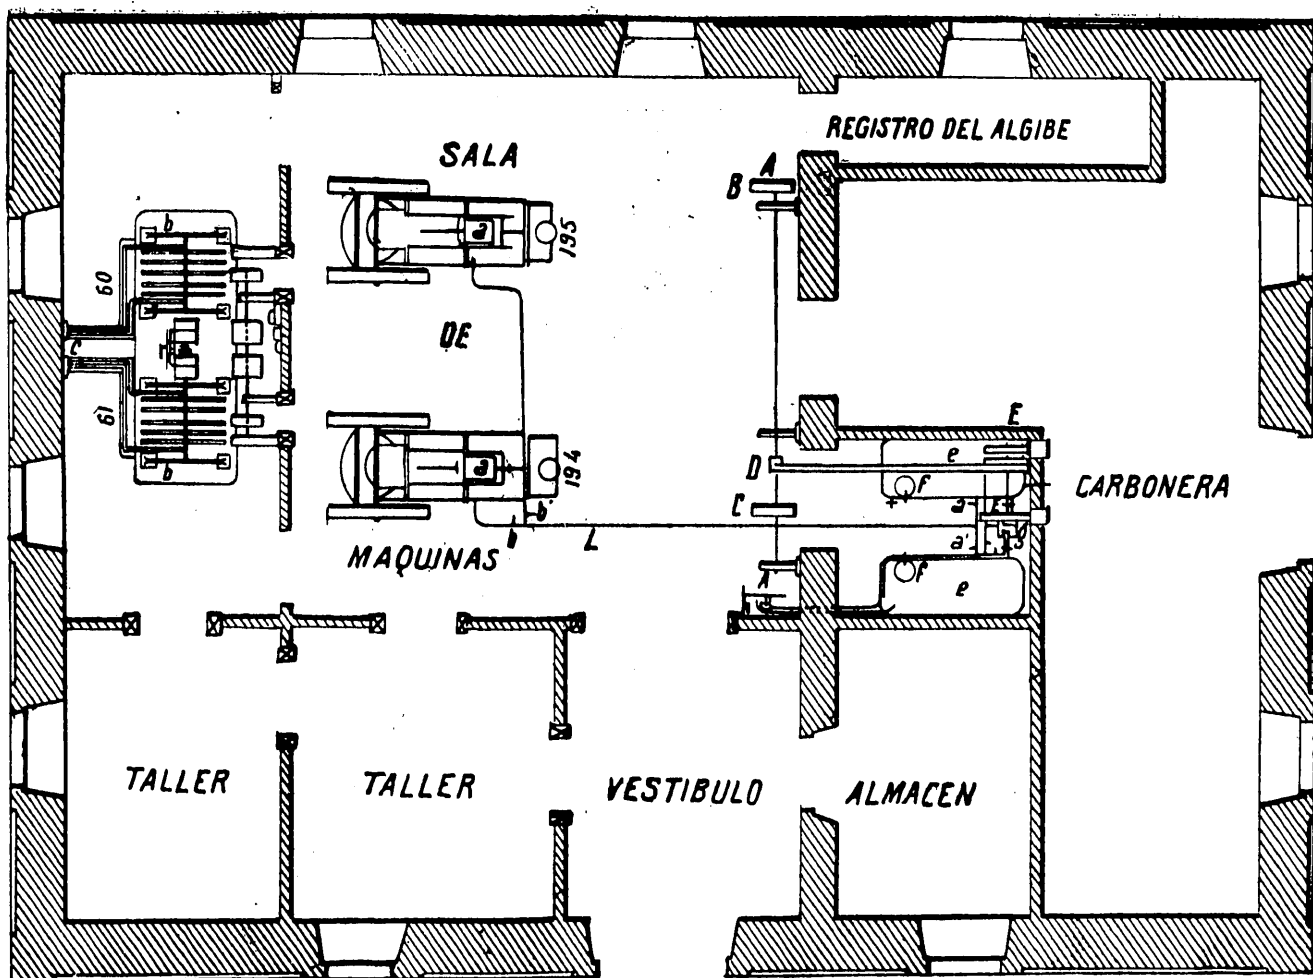 SALA
DE
MAQUINAS
REGISTRO DEL ALGIBE
CARBONERA
TALLER
TALLER
VESTIBULO
ALMACEN
A
B
D
C
E
L
a
195
a
194
b'
b
b
60
C
61
b
e
f
a
a'
f
e